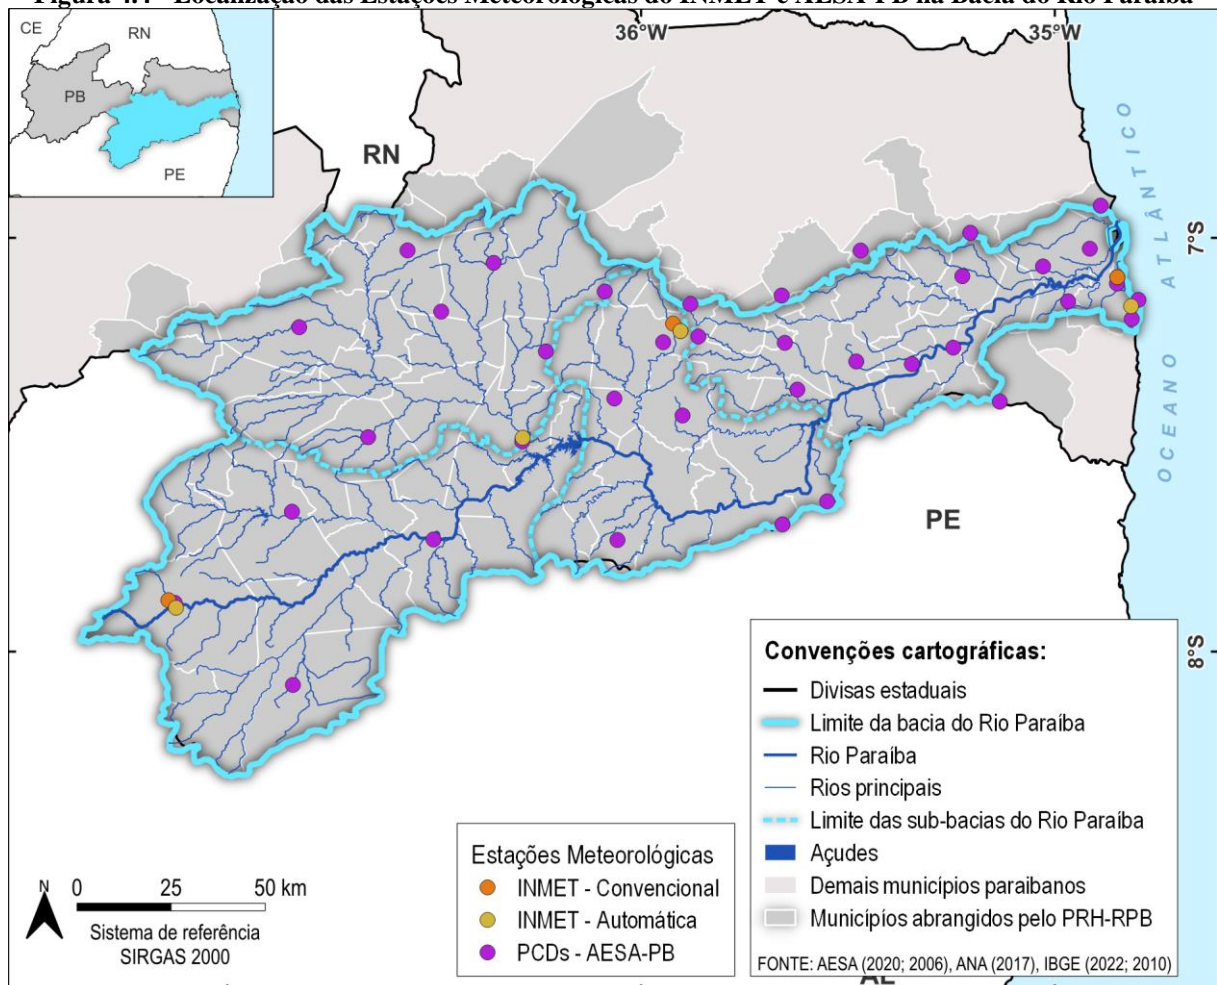 Figura 4.4 - Localização das Estações Meteorológicas do INMET e AESA-PB na Bacia do Rio Paraíba
36°W
35°W
CE
RN
PB
PE
RN
OCEANO ATLÂNTICO
7°S
PE
8°S
Convenções cartográficas:
Divisas estaduais
Limite da bacia do Rio Paraíba
Rio Paraíba
Rios principais
Limite das sub-bacias do Rio Paraíba
Açudes
Demais municípios paraibanos
Municípios abrangidos pelo PRH-RPB
FONTE: AESA (2020; 2006), ANA (2017), IBGE (2022; 2010)
Estações Meteorológicas
INMET - Convencional
INMET - Automática
PCDs - AESA-PB
N
0 25 50 km
Sistema de referência
SIRGAS 2000
AL